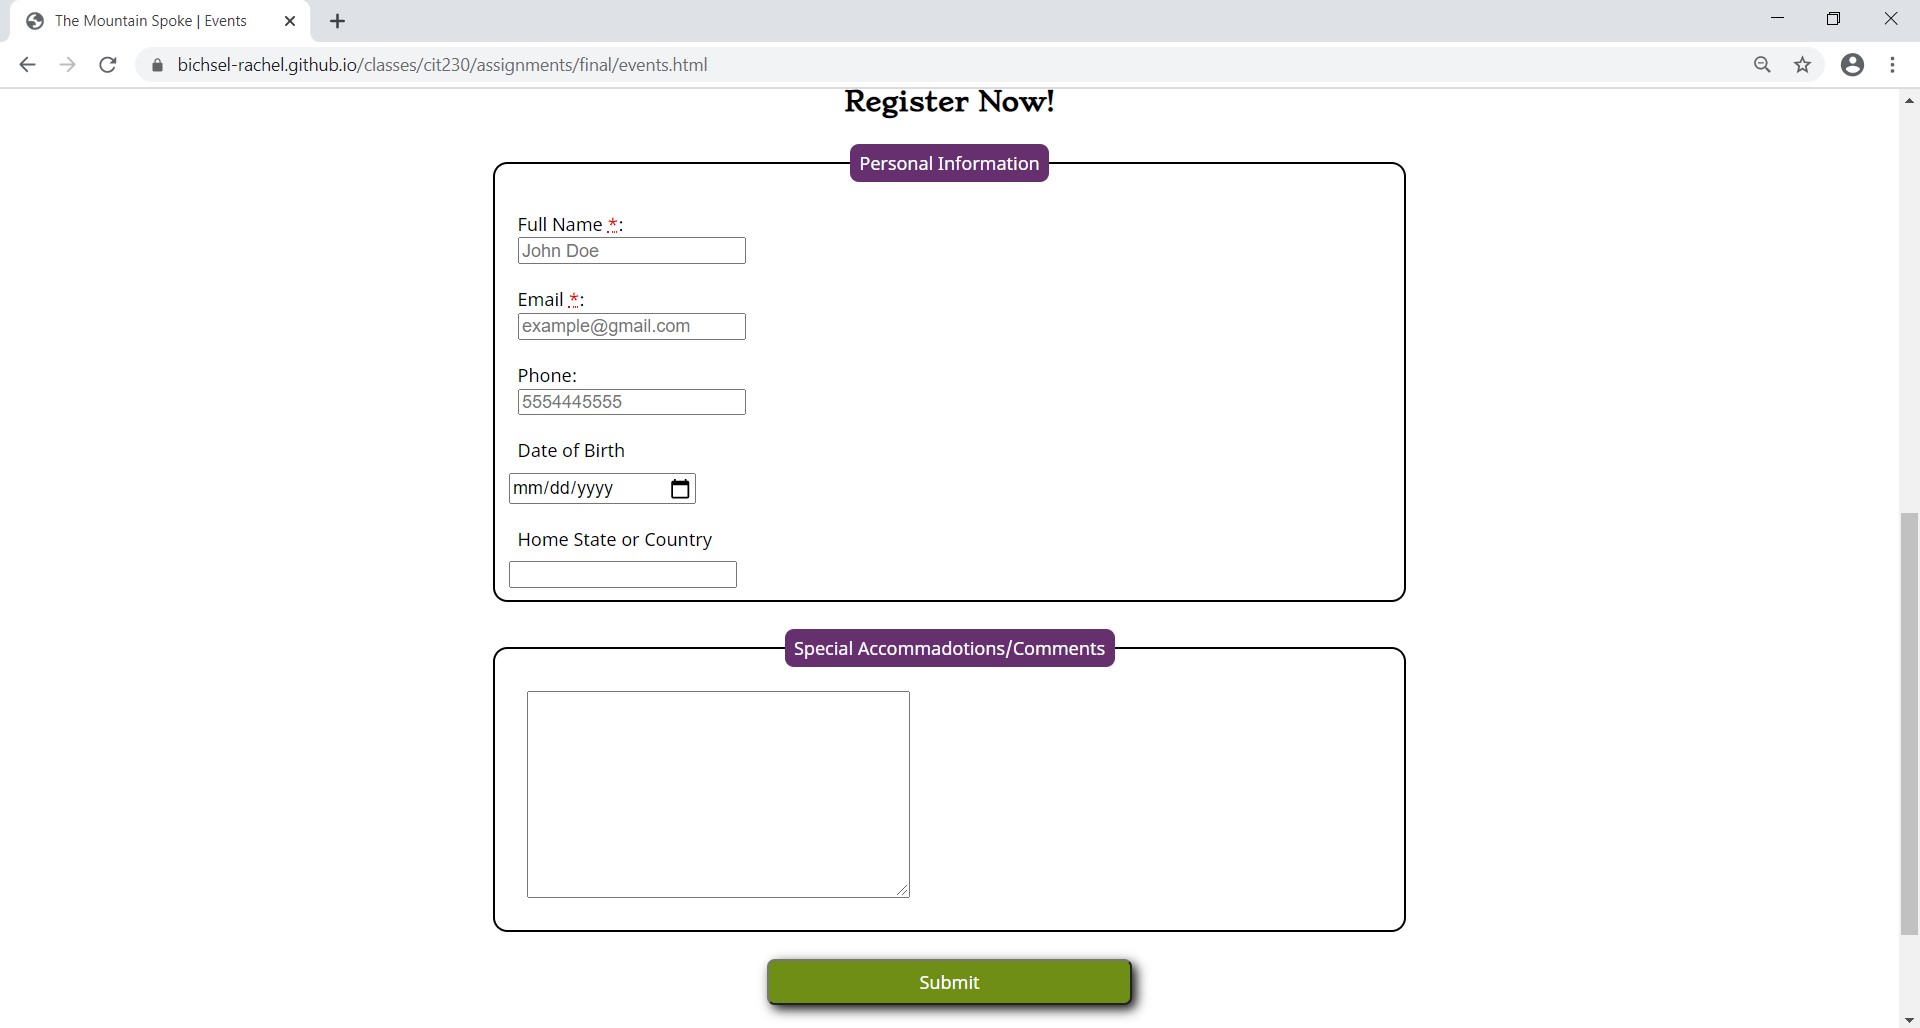 The Mountain Spoke | Events
bichsel-rachel.github.io/classes/cit230/assignments/final/events.html
Register Now!
Personal Information
Full Name *:
John Doe
Email *:
example@gmail.com
Phone:
5554445555
Date of Birth
mm/dd/yyyy
Home State or Country
Special Accommadotions/Comments
Submit